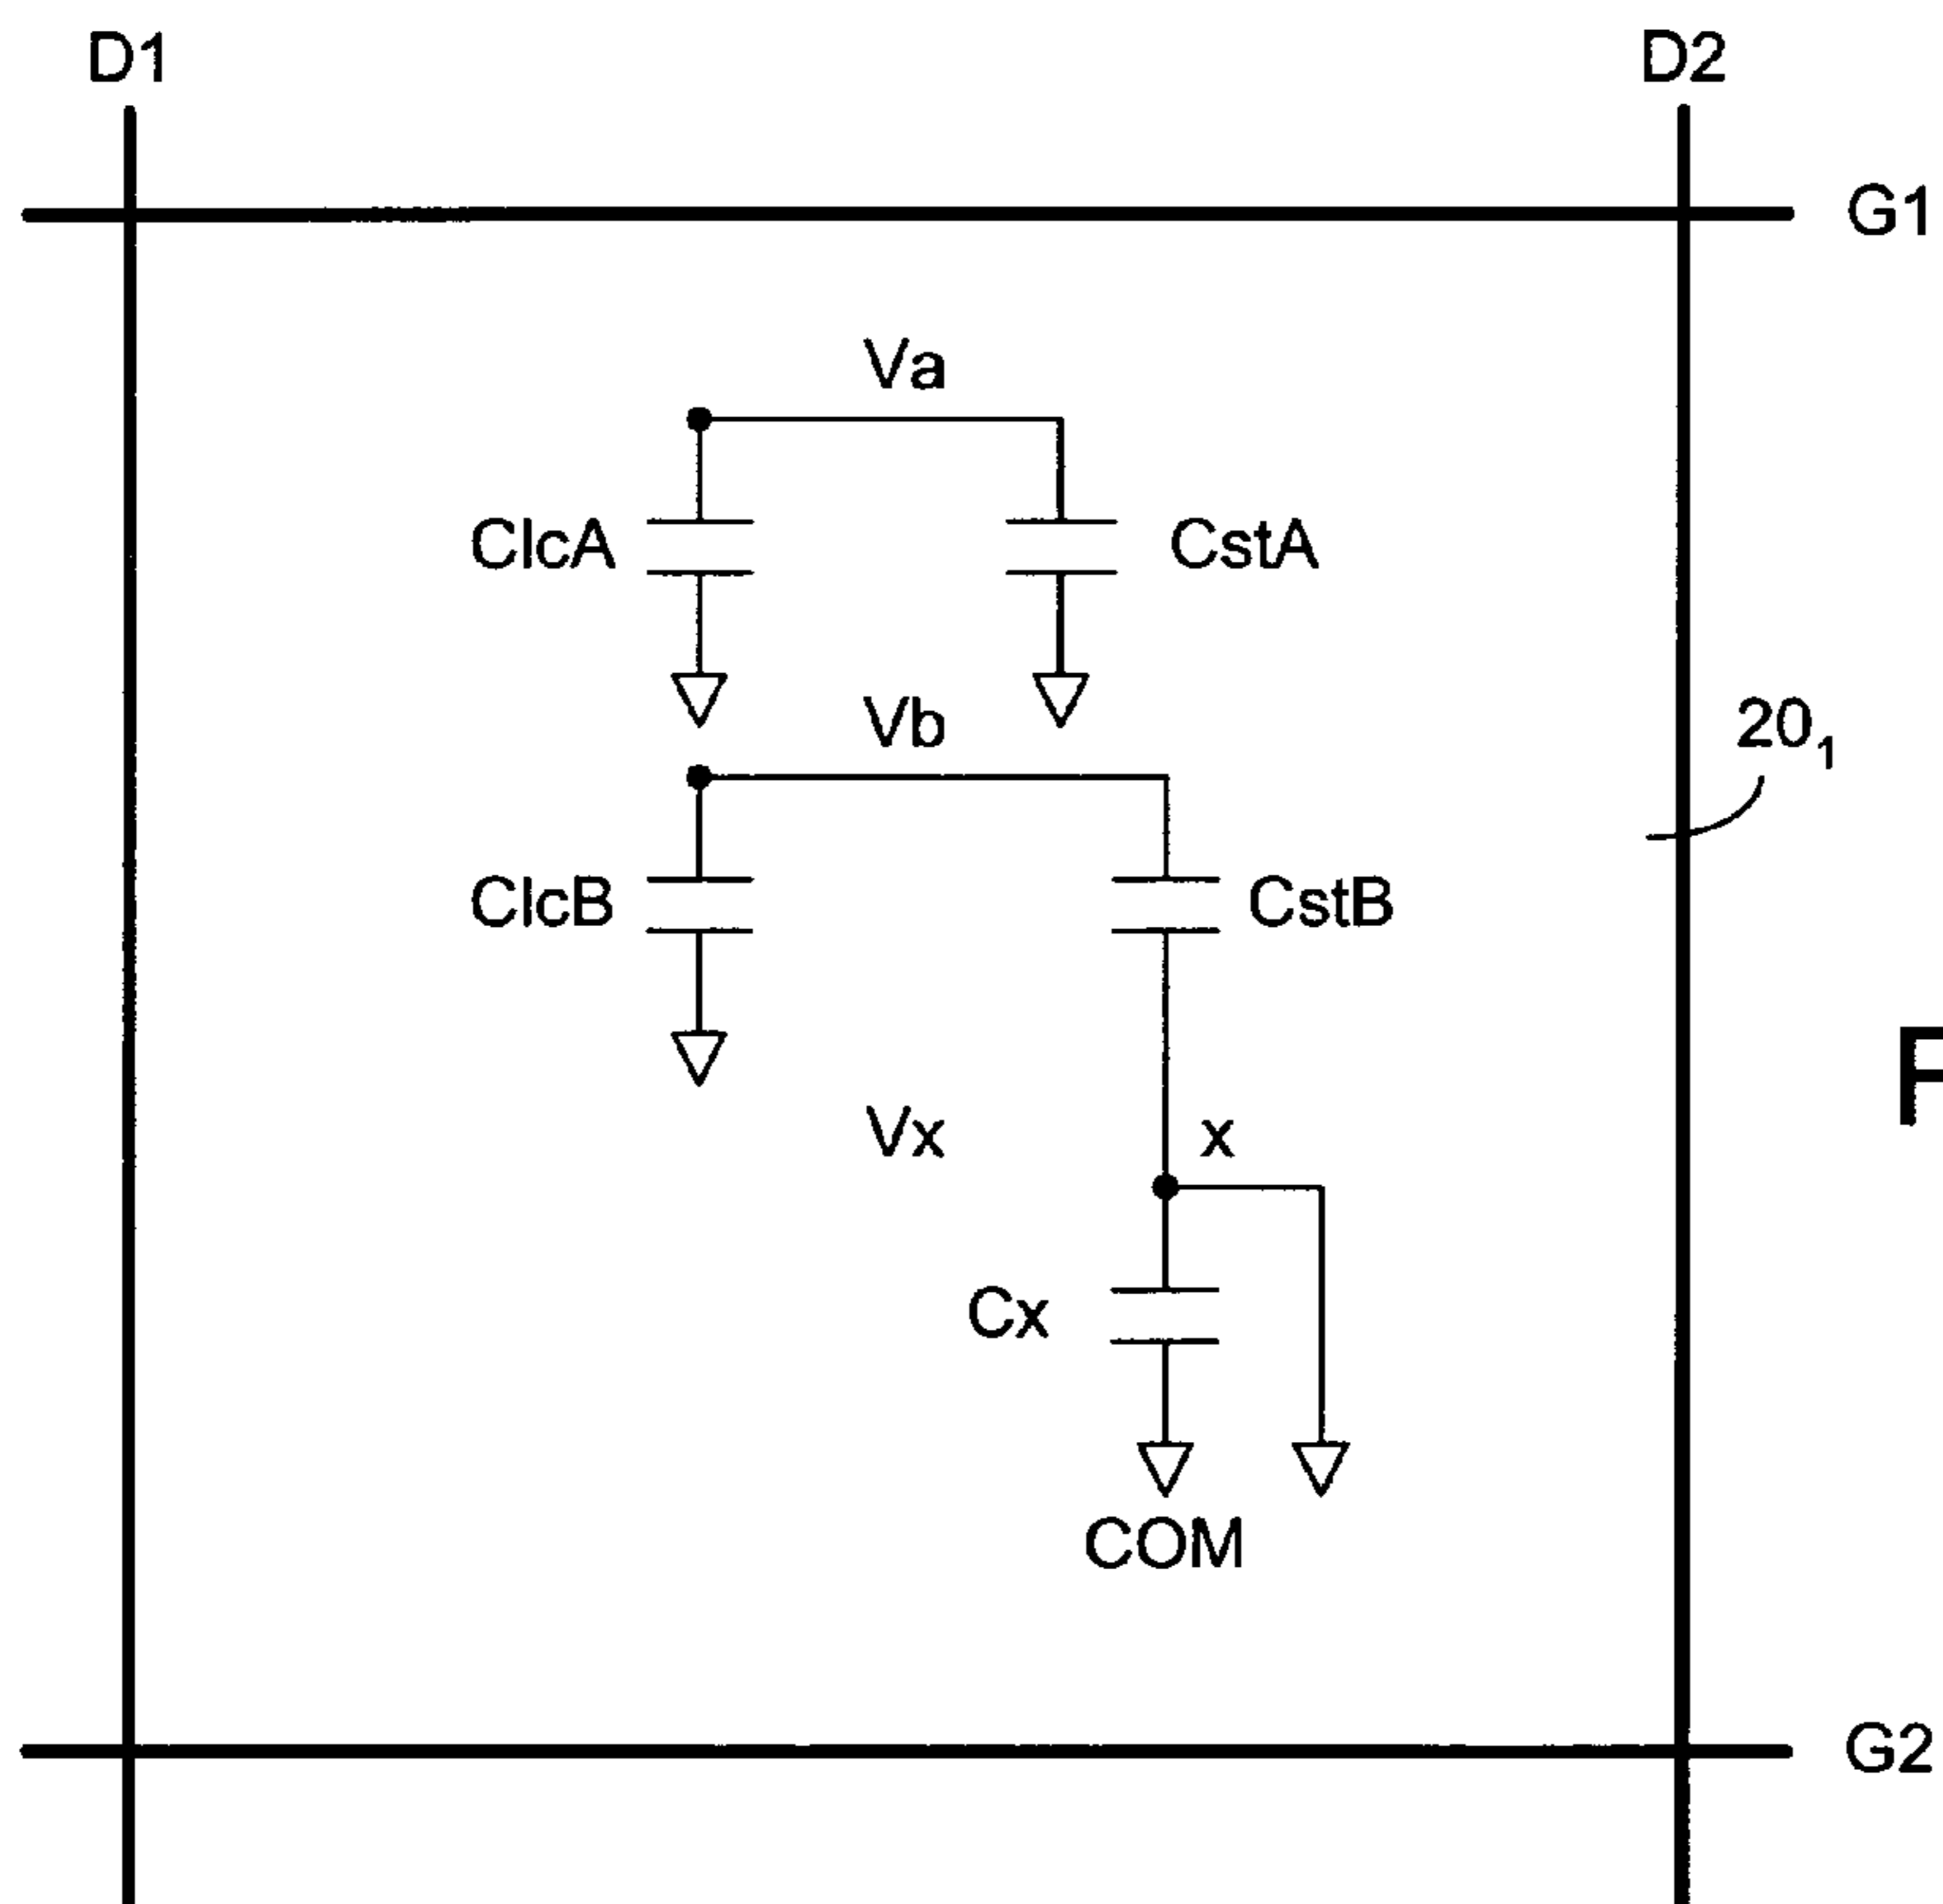 D1 D2
G1
Va
ClcA CstA
Vb
20₁
ClcB CstB
Vx x
Cx
COM
G2